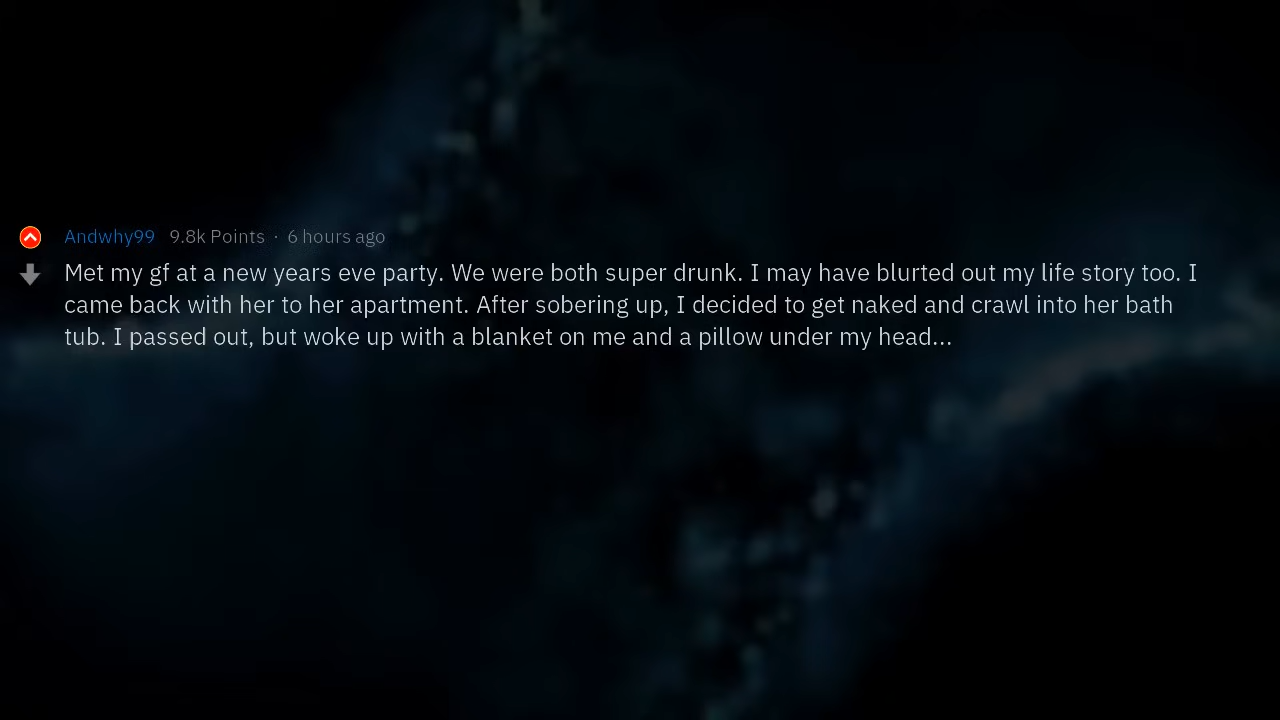 Andwhy99 9.8k Points · 6 hours ago
Met my gf at a new years eve party. We were both super drunk. I may have blurted out my life story too. I
came back with her to her apartment. After sobering up, I decided to get naked and crawl into her bath
tub. I passed out, but woke up with a blanket on me and a pillow under my head...